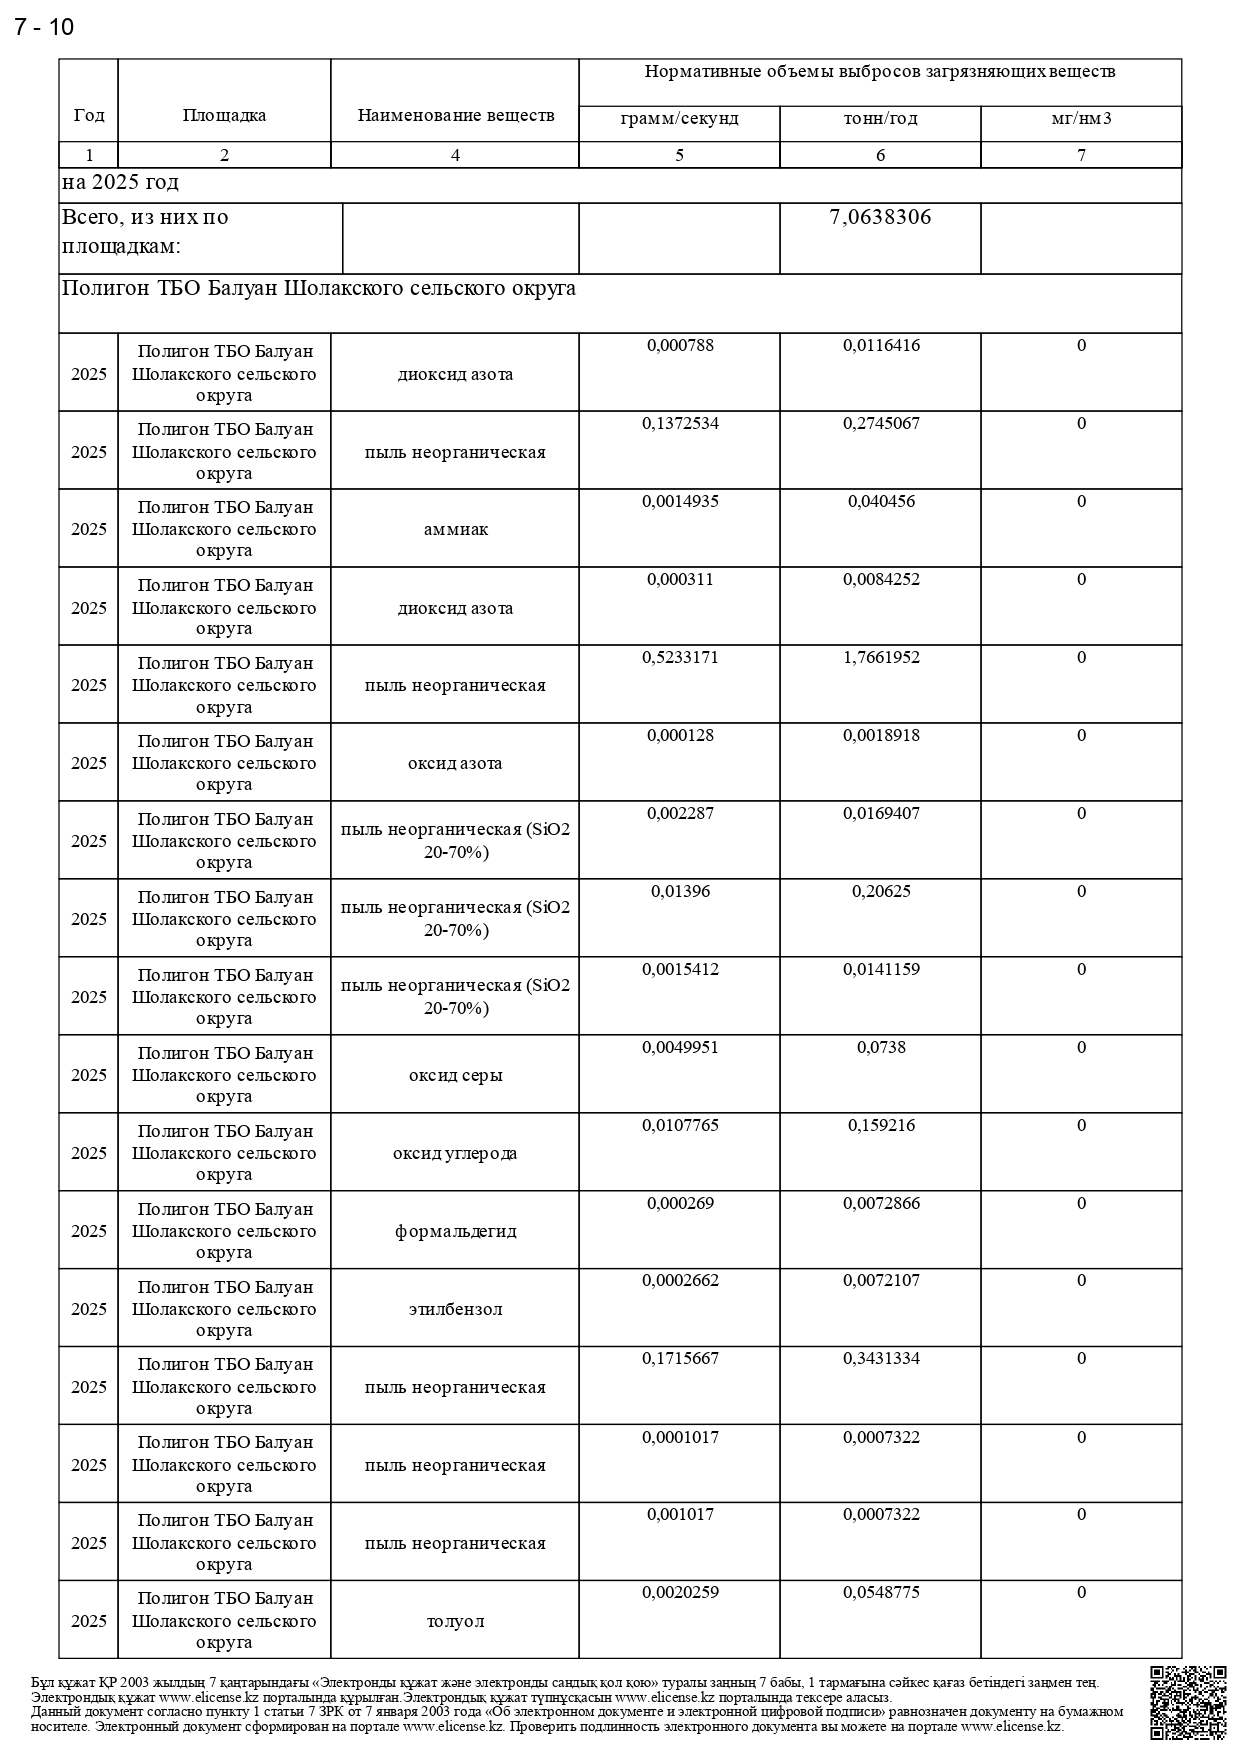 7 - 10
Нормативные объемы выбросов загрязняющих веществ
Год Площадка Наименование веществ
грамм/секунд тонн/год мг/нм3
1 2 4 5 6 7
на 2025 год
Всего, из них по 7,0638306
площадкам:
Полигон ТБО Балуан Шолакского сельского округа
0,000788 0,0116416 0
Полигон ТБО Балуан
2025 Шолакского сельского диоксид азота
округа
0,1372534 0,2745067 0
Полигон ТБО Балуан
2025 Шолакского сельского пыль неорганическая
округа
0,0014935 0,040456 0
Полигон ТБО Балуан
2025 Шолакского сельского аммиак
округа
0,000311 0,0084252 0
Полигон ТБО Балуан
2025 Шолакского сельского диоксид азота
округа
0,5233171 1,7661952 0
Полигон ТБО Балуан
2025 Шолакского сельского пыль неорганическая
округа
0,000128 0,0018918 0
Полигон ТБО Балуан
2025 Шолакского сельского оксид азота
округа
0,002287 0,0169407 0
Полигон ТБО Балуан пыль неорганическая (SiO2
2025 Шолакского сельского 20-70%)
округа
0,01396 0,20625 0
Полигон ТБО Балуан пыль неорганическая (SiO2
2025 Шолакского сельского 20-70%)
округа
0,0015412 0,0141159 0
Полигон ТБО Балуан пыль неорганическая (SiO2
2025 Шолакского сельского 20-70%)
округа
0,0049951 0,0738 0
Полигон ТБО Балуан
2025 Шолакского сельского оксид серы
округа
0,0107765 0,159216 0
Полигон ТБО Балуан
2025 Шолакского сельского оксид углерода
округа
0,000269 0,0072866 0
Полигон ТБО Балуан
2025 Шолакского сельского формальдегид
округа
0,0002662 0,0072107 0
Полигон ТБО Балуан
2025 Шолакского сельского этилбензол
округа
0,1715667 0,3431334 0
Полигон ТБО Балуан
2025 Шолакского сельского пыль неорганическая
округа
0,0001017 0,0007322 0
Полигон ТБО Балуан
2025 Шолакского сельского пыль неорганическая
округа
0,001017 0,0007322 0
Полигон ТБО Балуан
2025 Шолакского сельского пыль неорганическая
округа
0,0020259 0,0548775 0
Полигон ТБО Балуан
2025 Шолакского сельского толуол
округа
Бұл құжат ҚР 2003 жылдың 7 қаңтарындағы «Электронды құжат және электронды сандық қол қою» туралы заңның 7 бабы, 1 тармағына сәйкес қағаз бетіндегі заңмен тең.
Электрондық құжат www.elicense.kz порталында құрылған.Электрондық құжат түпнұсқасын www.elicense.kz порталында тексере аласыз.
Данный документ согласно пункту 1 статьи 7 ЗРК от 7 января 2003 года «Об электронном документе и электронной цифровой подписи» равнозначен документу на бумажном
носителе. Электронный документ сформирован на портале www.elicense.kz. Проверить подлинность электронного документа вы можете на портале www.elicense.kz.